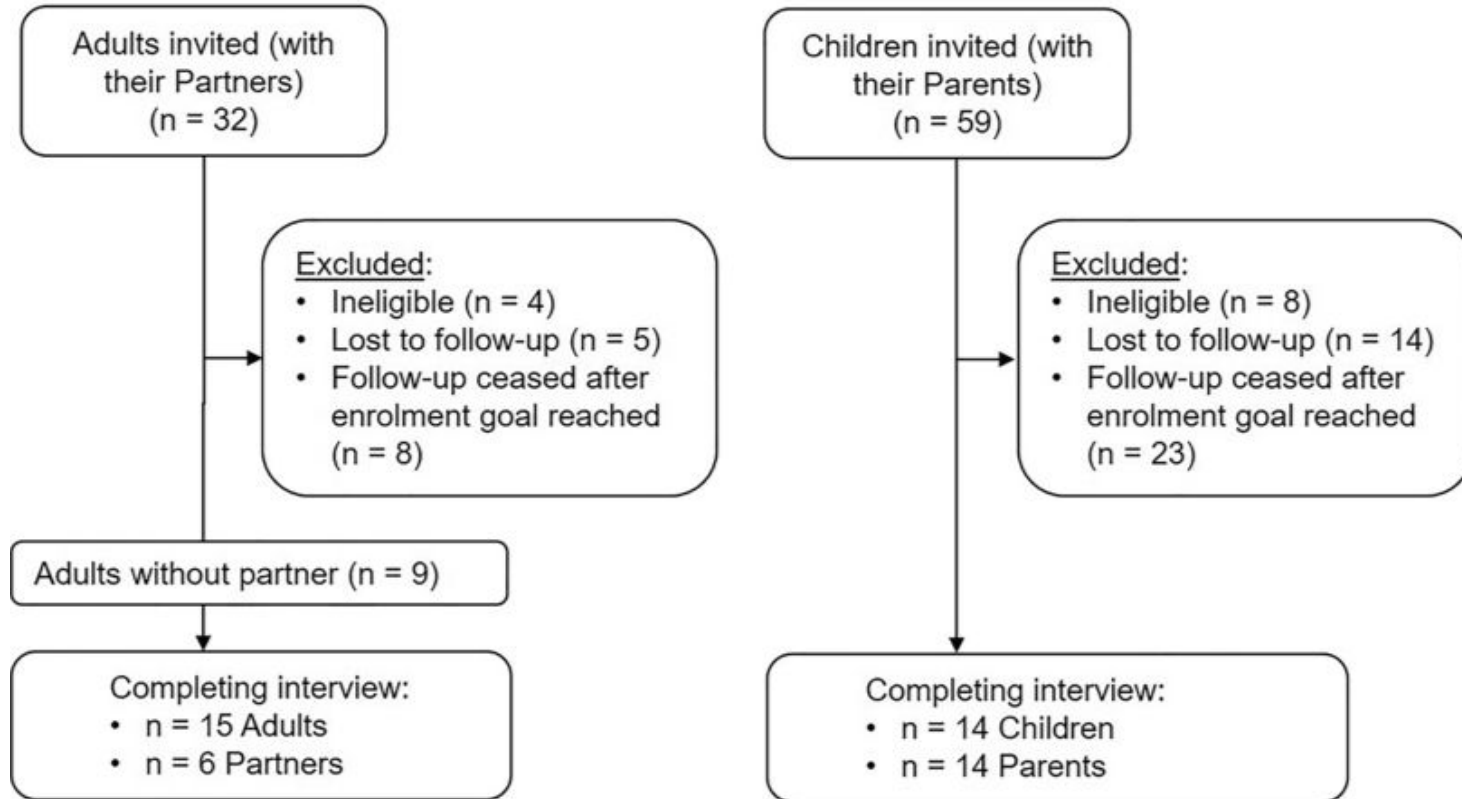 Adults invited (with
their Partners)
(n = 32)
Excluded:
• Ineligible (n = 4)
• Lost to follow-up (n = 5)
• Follow-up ceased after
enrolment goal reached
(n = 8)
Adults without partner (n = 9)
Completing interview:
• n = 15 Adults
• n = 6 Partners
Children invited (with
their Parents)
(n = 59)
Excluded:
• Ineligible (n = 8)
• Lost to follow-up (n = 14)
• Follow-up ceased after
enrolment goal reached
(n = 23)
Completing interview:
• n = 14 Children
• n = 14 Parents